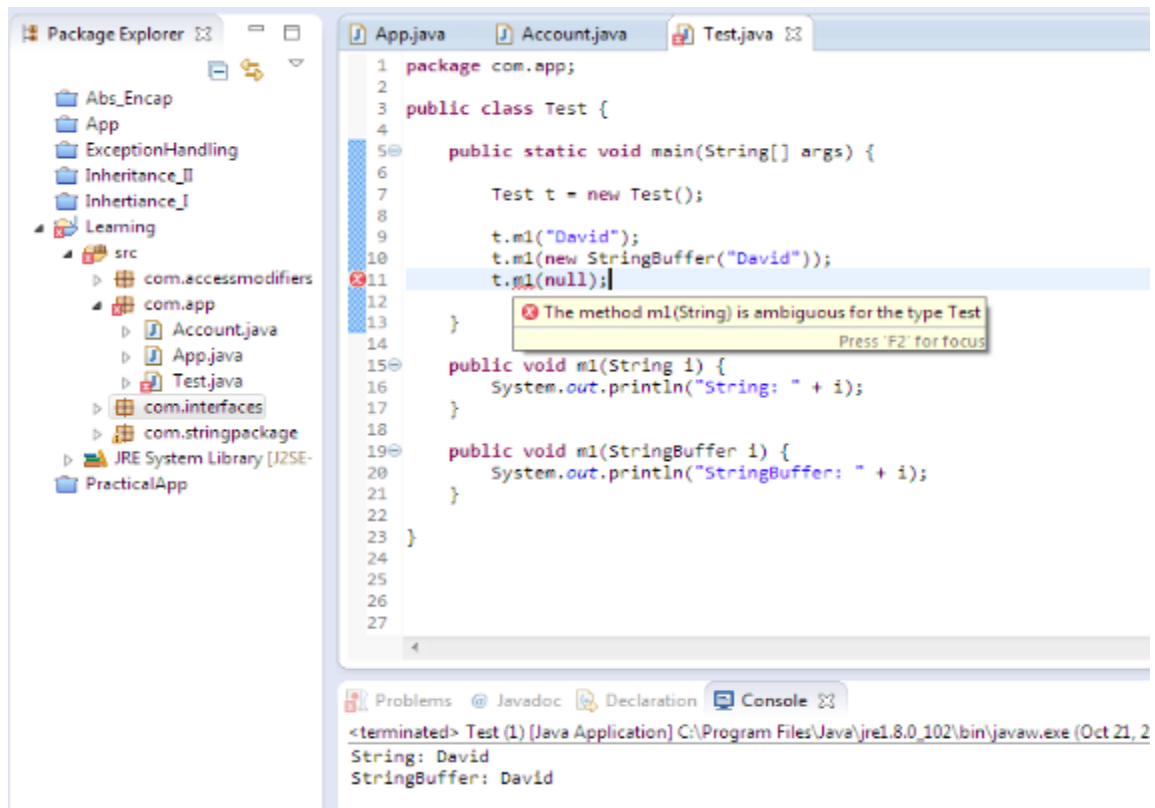 Package Explorer
Abs_Encap
App
ExceptionHandling
Inheritance_II
Inhertiance_I
Learning
src
com.accessmodifiers
com.app
Account.java
App.java
Test.java
com.interfaces
com.stringpackage
JRE System Library [J2SE-
PracticalApp
App.java Account.java Test.java
1 package com.app;
2
3 public class Test {
4
5 public static void main(String[] args) {
6
7 Test t = new Test();
8
9 t.m1("David");
10 t.m1(new StringBuffer("David"));
11 t.m1(null);
12
The method m1(String) is ambiguous for the type Test
13 }
Press 'F2' for focus
14
15 public void m1(String i) {
16 System.out.println("String: " + i);
17 }
18
19 public void m1(StringBuffer i) {
20 System.out.println("StringBuffer: " + i);
21 }
22
23 }
24
25
26
27
Problems @ Javadoc Declaration Console
<terminated> Test (1) [Java Application] C:\Program Files\Java\jre1.8.0_102\bin\javaw.exe (Oct 21, 2
String: David
StringBuffer: David